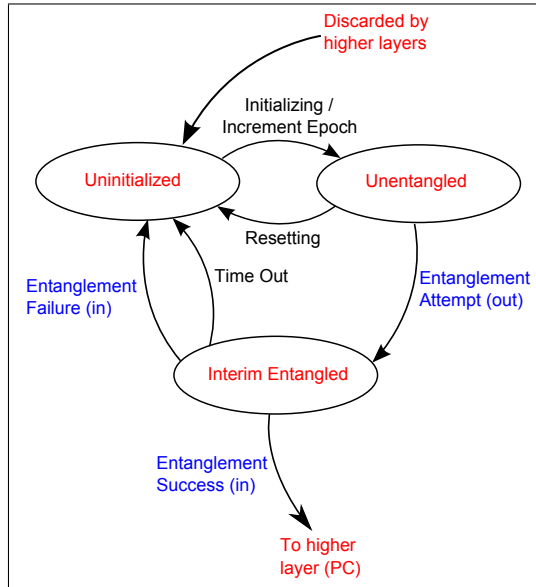 Discarded by
higher layers
Initializing /
Increment Epoch
Uninitialized
Unentangled
Resetting
Time Out
Entanglement
Failure (in)
Entanglement
Attempt (out)
Interim Entangled
Entanglement
Success (in)
To higher
layer (PC)